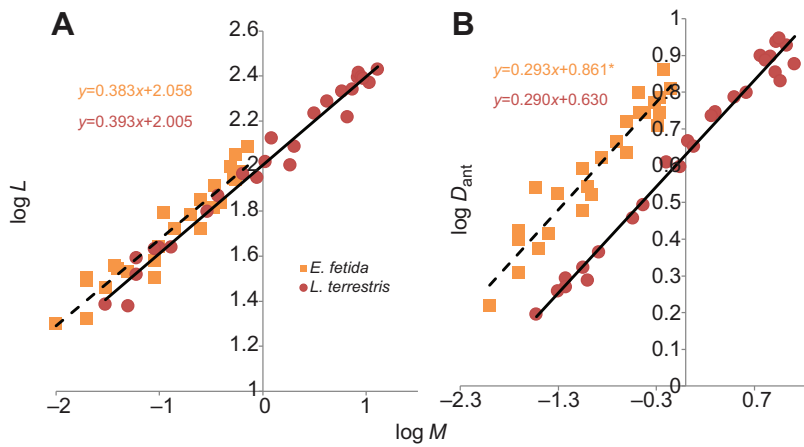 A
B
y=0.383x+2.058
y=0.393x+2.005
y=0.293x+0.861*
y=0.290x+0.630
2.6
2.4
2.2
2
1.8
1.6
1.4
1.2
1
1
0.9
0.8
0.7
0.6
0.5
0.4
0.3
0.2
0.1
0
log L
log Dant
E. fetida
L. terrestris
−2 −1 0 1
−2.3 −1.3 −0.3 0.7
log M